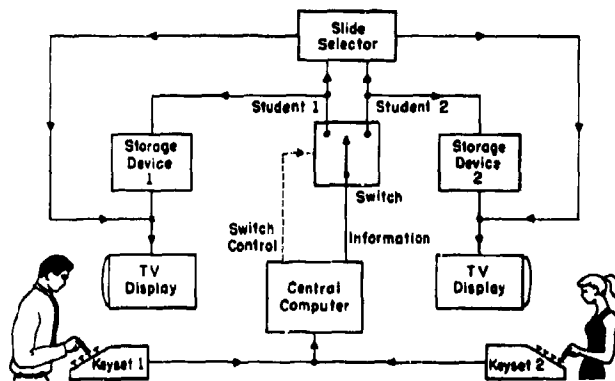 Slide
Selector
Student 1
Student 2
Storage
Device
1
Storage
Device
2
Switch
Switch
Control
Information
TV
Display
Central
Computer
TV
Display
Keyset 1
Keyset 2